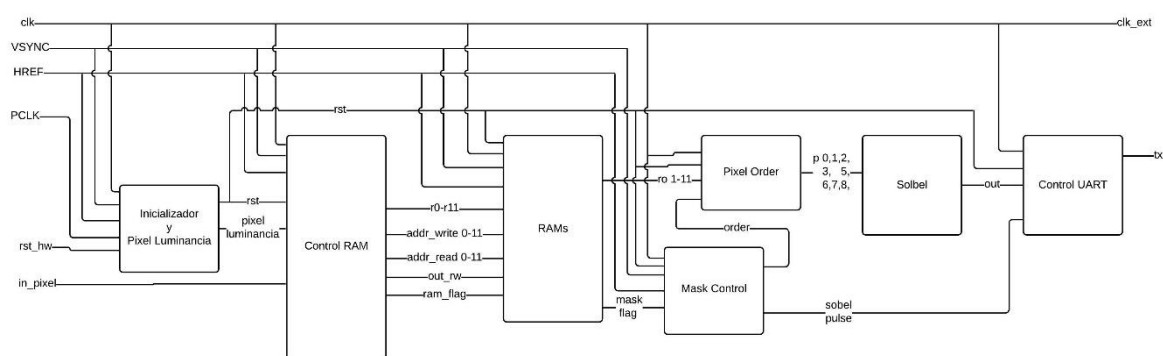 clk
clk_ext
VSYNC
HREF
PCLK
rst
rst_hw
in_pixel
Inicializador
y
Pixel Luminancia
rst
pixel
luminancia
Control RAM
r0-r11
addr_write 0-11
addr_read 0-11
out_rw
ram_flag
RAMs
ro 1-11
mask
flag
Pixel Order
order
Mask Control
p 0,1,2,
3, 5,
6,7,8,
Solbel
out
sobel
pulse
Control UART
tx